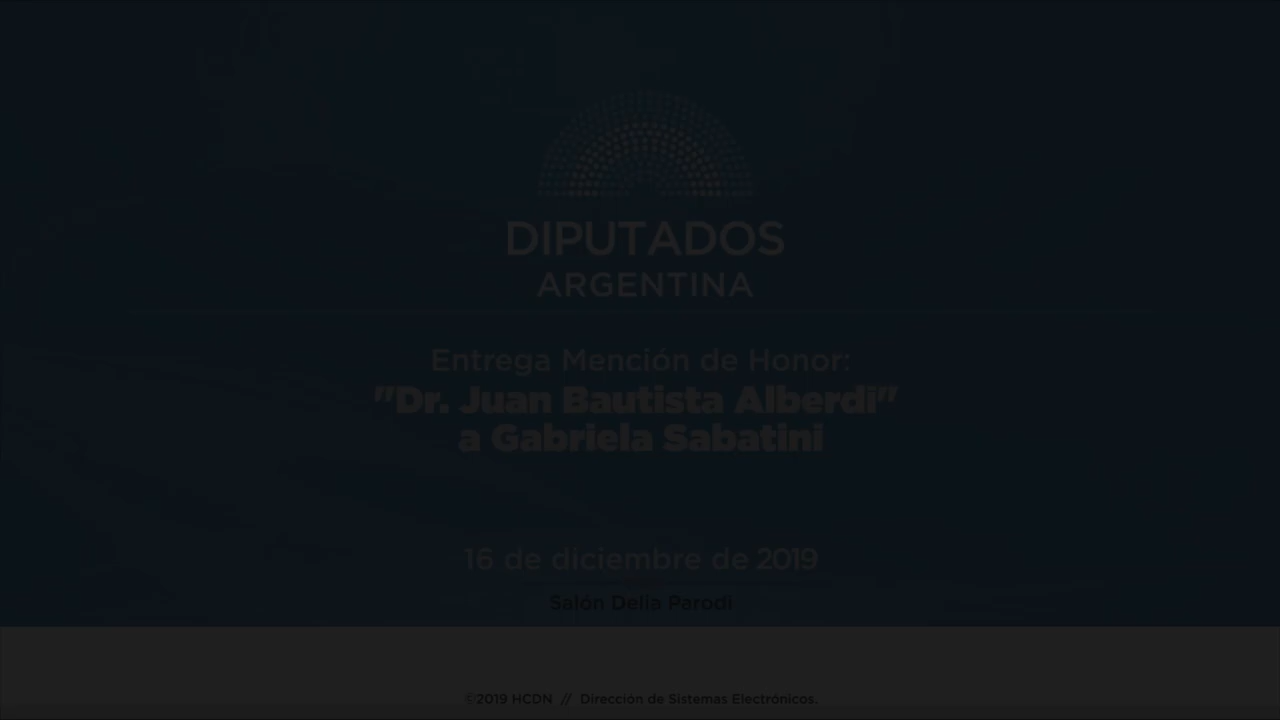 DIPUTADOS
ARGENTINA
Entrega Mención de Honor:
"Dr. Juan Bautista Alberdi"
a Gabriela Sabatini
16 de diciembre de 2019
Salón Delia Parodi
©2019 HCDN // Dirección de Sistemas Electrónicos.